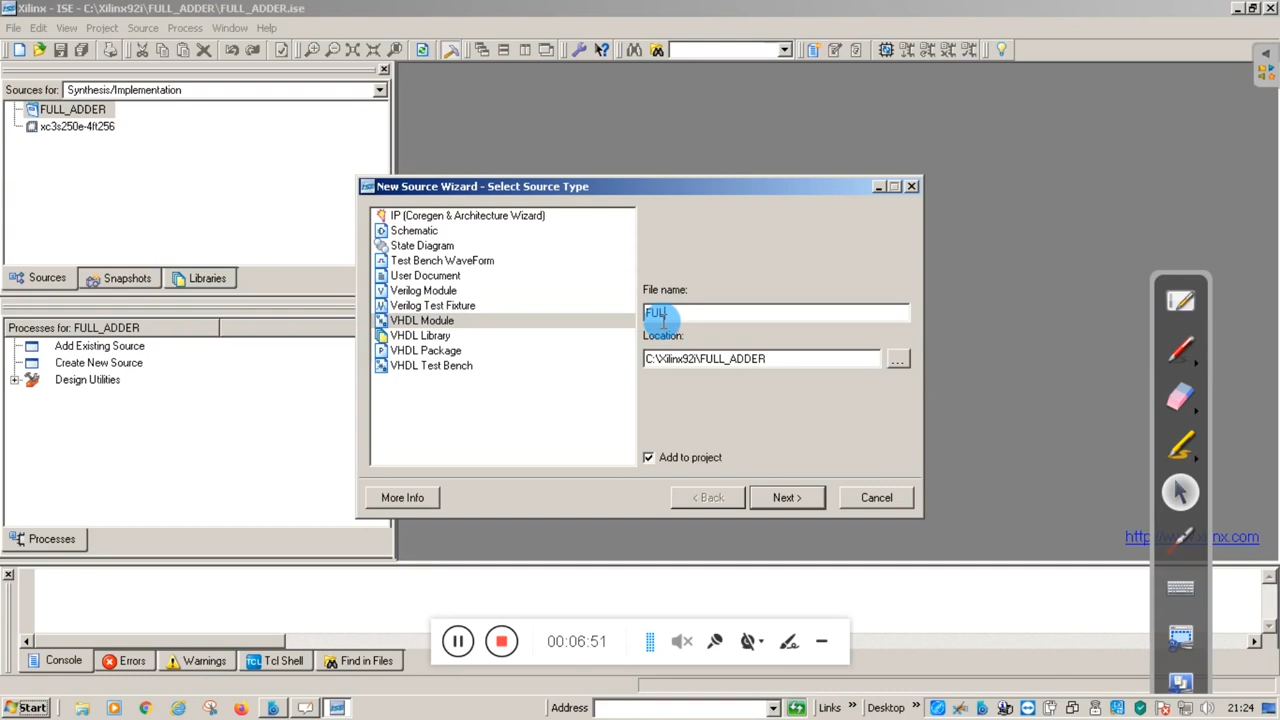 Xilinx - ISE - C:\Xilinx92i\FULL_ADDER\FULL_ADDER.ise
File Edit View Project Source Process Window Help
Sources for: Synthesis/Implementation
FULL_ADDER
xc3s250e-4ft256
Sources Snapshots Libraries
Processes for: FULL_ADDER
Add Existing Source
Create New Source
Design Utilities
Processes
New Source Wizard - Select Source Type
IP (Coregen & Architecture Wizard)
Schematic
State Diagram
Test Bench WaveForm
User Document
Verilog Module
Verilog Test Fixture
VHDL Module
VHDL Library
VHDL Package
VHDL Test Bench
File name:
FULL
Location:
C:\Xilinx92i\FULL_ADDER
...
Add to project
More Info
< Back
Next >
Cancel
00:06:51
Console Errors Warnings TCL Tcl Shell Find in Files
Start
Address
Links »
Desktop »
21:24